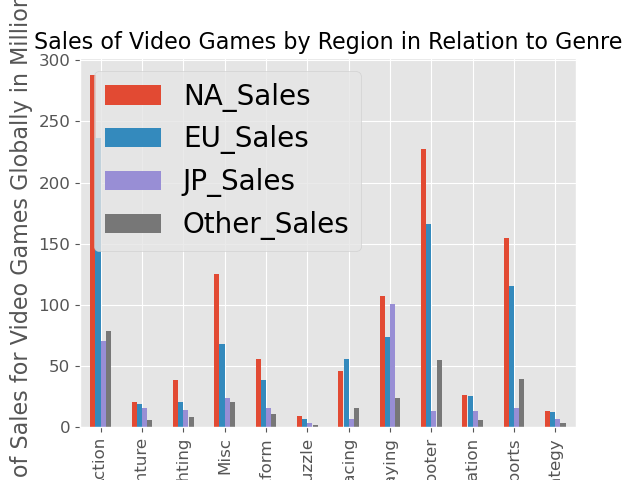 Sales of Video Games by Region in Relation to Genre
of Sales for Video Games Globally in Million
300
250
200
150
100
50
0
NA_Sales
EU_Sales
JP_Sales
Other_Sales
ction
nture
hting
Misc
form
uzzle
acing
aying
ooter
ation
ports
ategy